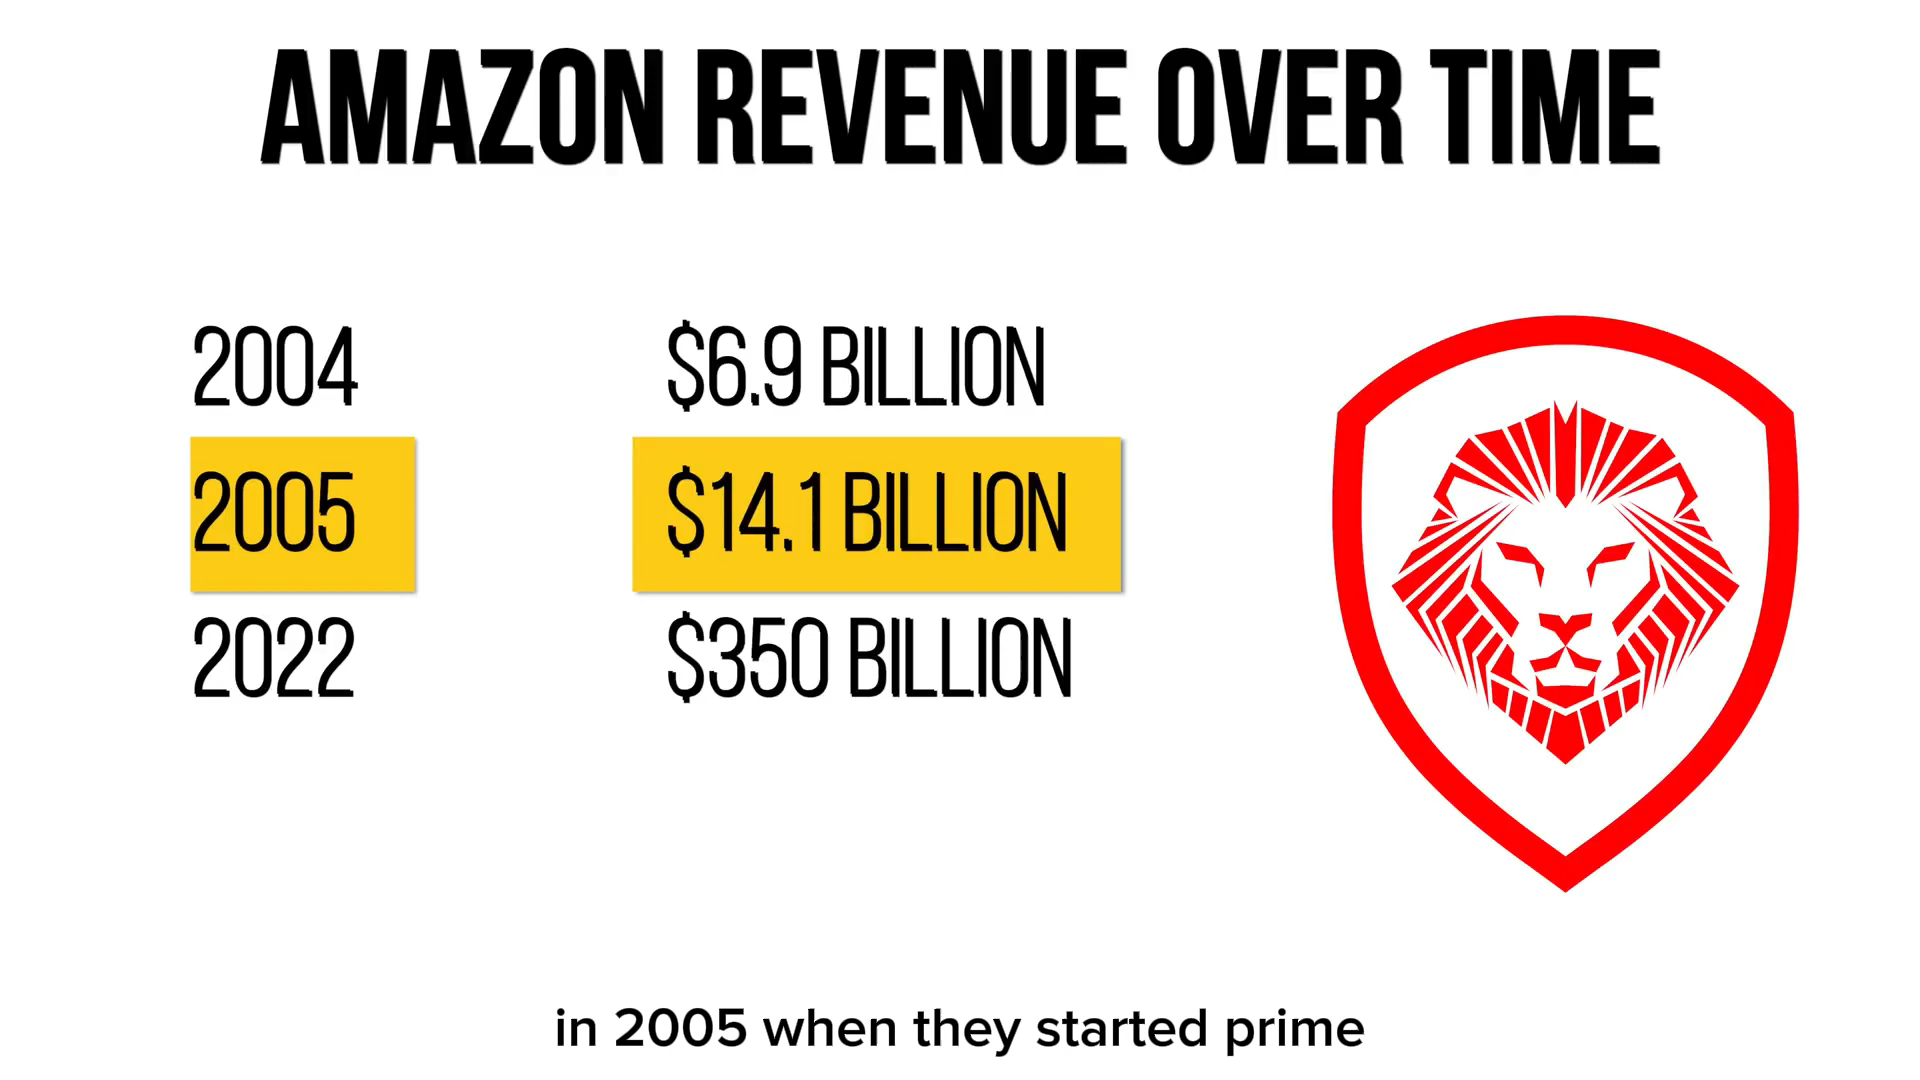 AMAZON REVENUE OVER TIME
2004 $6.9 BILLION
2005 $14.1 BILLION
2022 $350 BILLION
in 2005 when they started prime